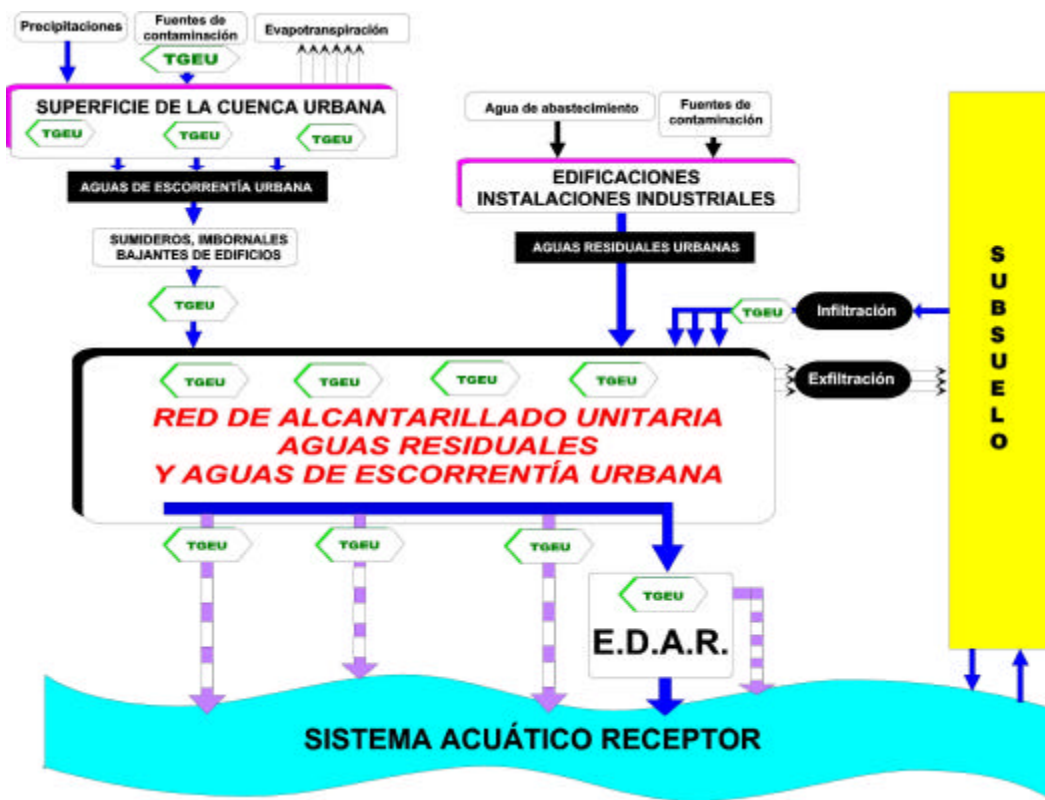 Precipitaciones
Fuentes de
contaminación
Evapotranspiración
TGEU
SUPERFICIE DE LA CUENCA URBANA
TGEU
TGEU
TGEU
AGUAS DE ESCORRENTÍA URBANA
SUMIDEROS, IMBORNALES
BAJANTES DE EDIFICIOS
TGEU
Agua de abastecimiento
Fuentes de
contaminación
EDIFICACIONES
INSTALACIONES INDUSTRIALES
AGUAS RESIDUALES URBANAS
TGEU
Infiltración
Exfiltración
SUBSUELO
TGEU
TGEU
TGEU
TGEU
RED DE ALCANTARILLADO UNITARIA
AGUAS RESIDUALES
Y AGUAS DE ESCORRENTÍA URBANA
TGEU
TGEU
TGEU
TGEU
E.D.A.R.
SISTEMA ACUÁTICO RECEPTOR